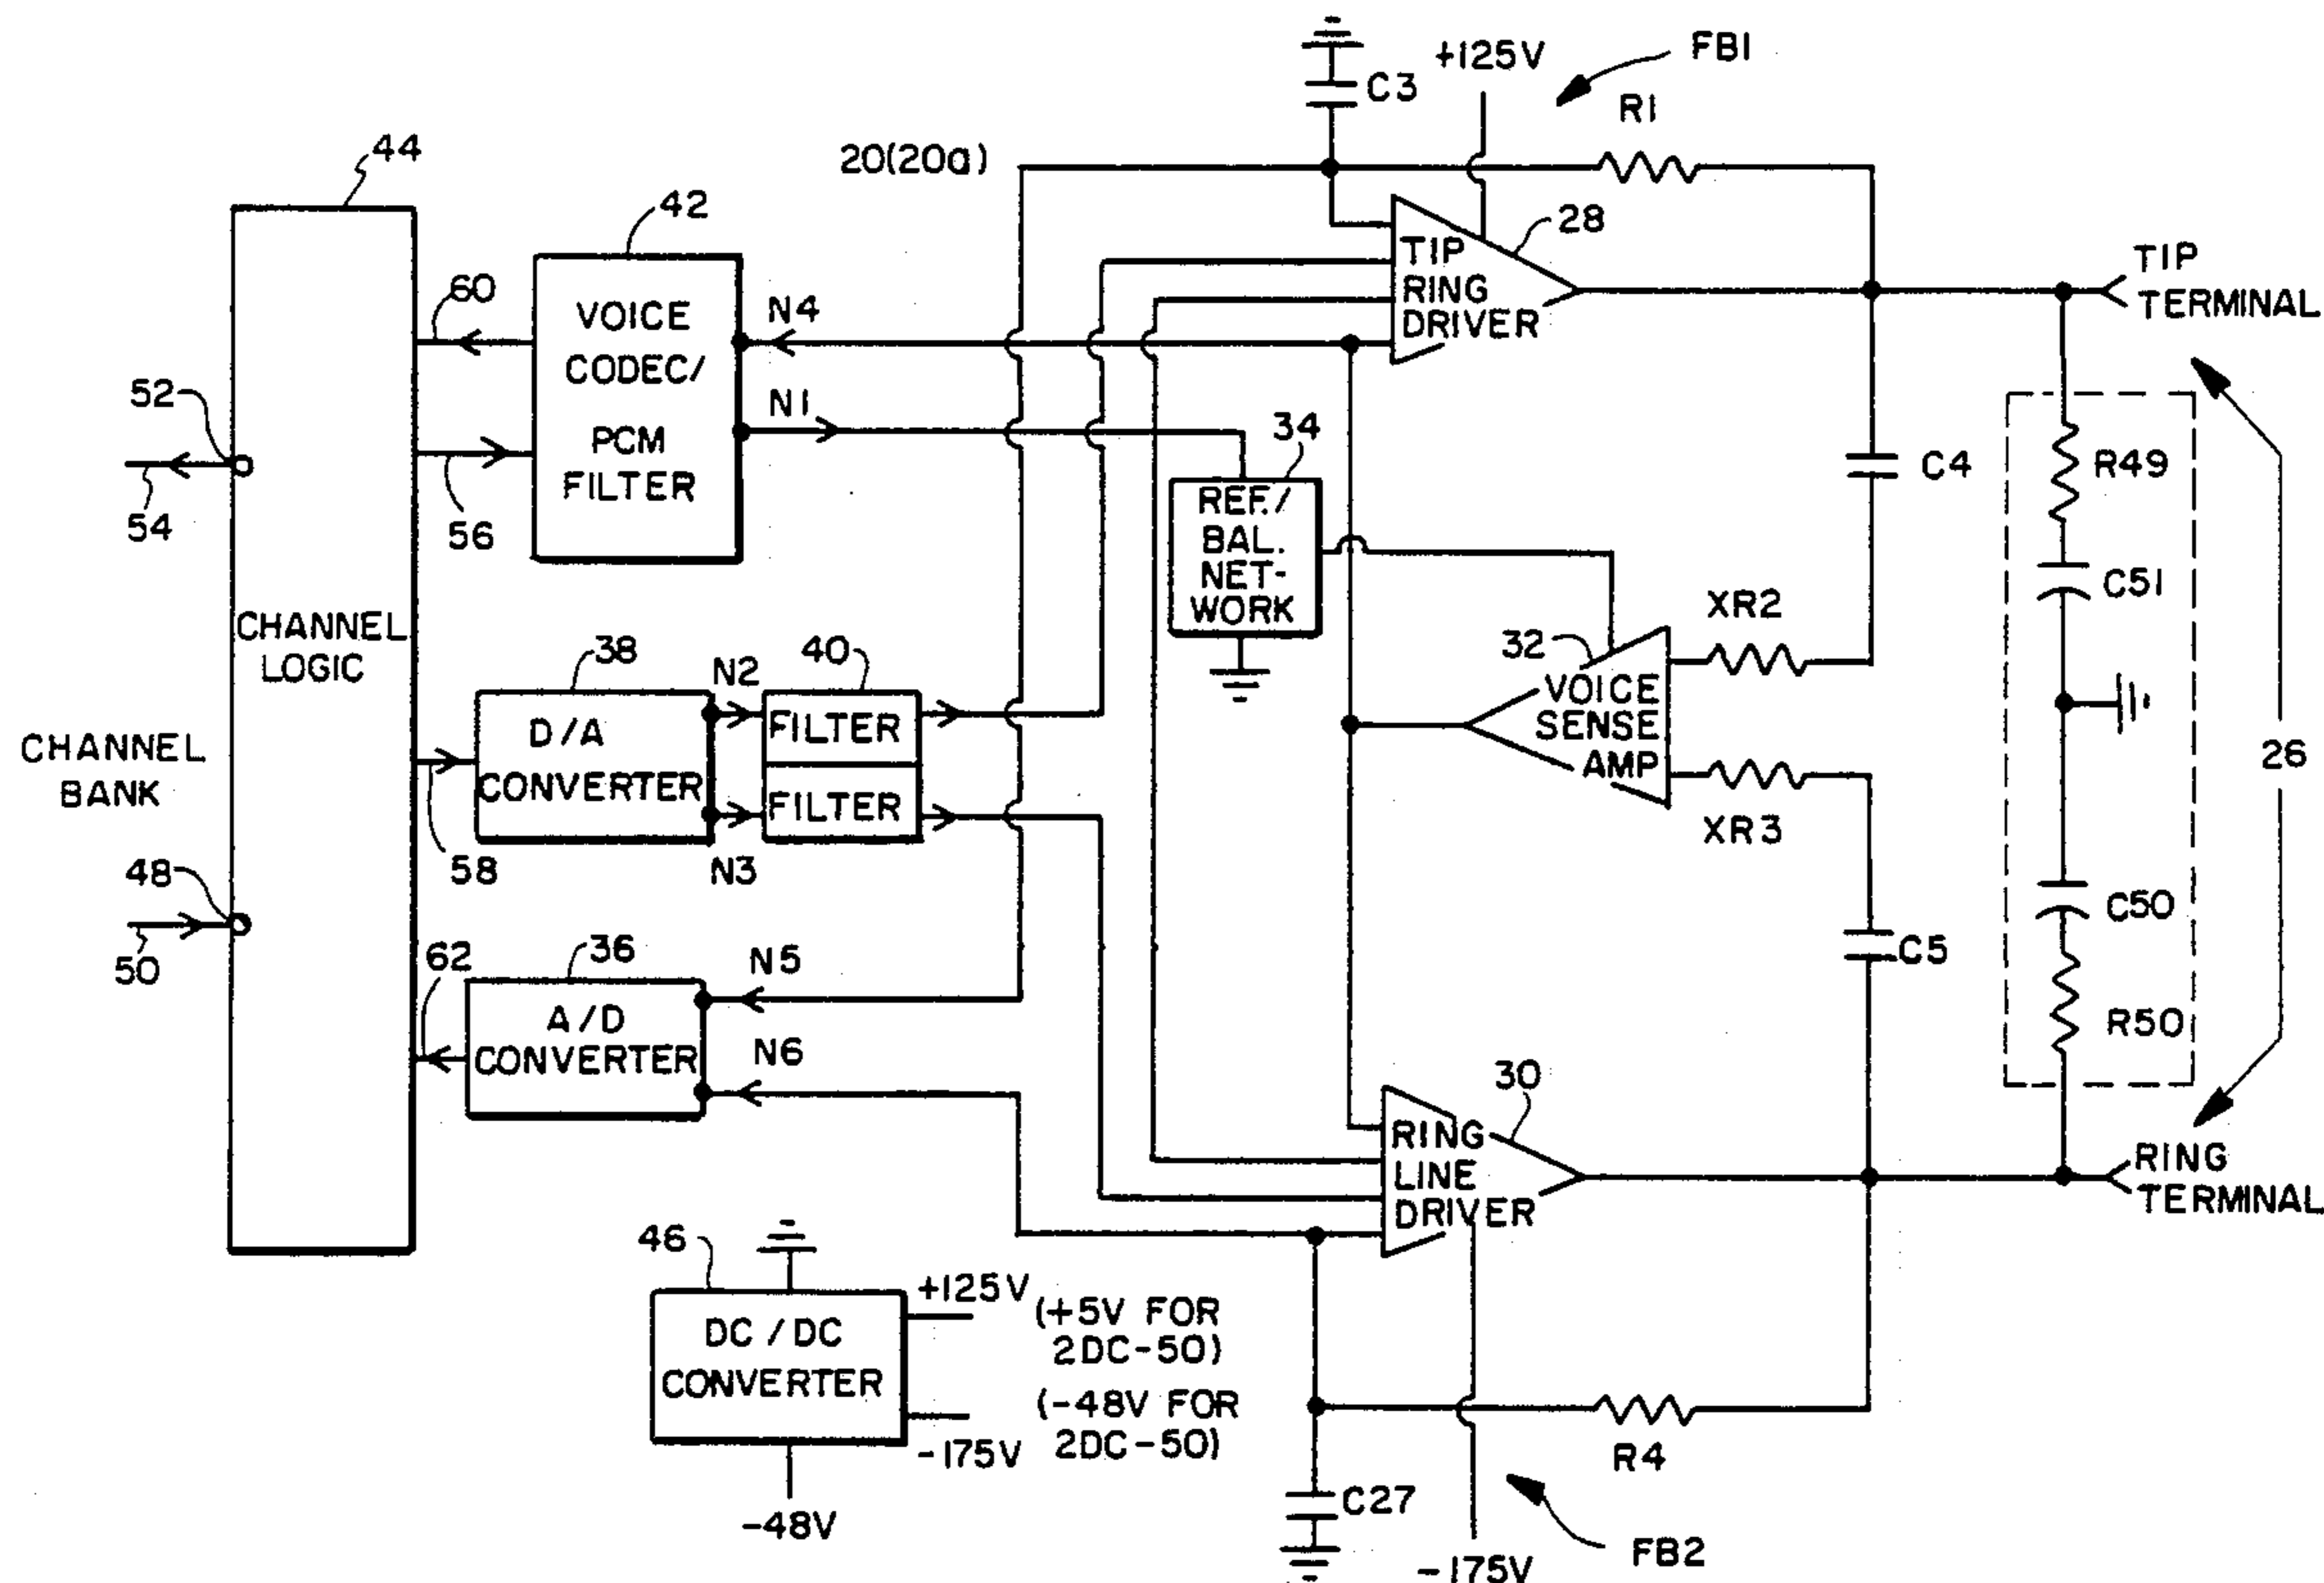 FB1
+125V
C3
R1
44
20(20a)
42
28
TIP
RING
DRIVER
TIP
TERMINAL
60
VOICE
CODEC/
PCM
FILTER
N4
N1
52
54
56
34
REF./
BAL.
NET-
WORK
C4
R49
C51
XR2
32
VOICE
SENSE
AMP
XR3
26
CHANNEL
LOGIC
38
D/A
CONVERTER
N2
N3
40
FILTER
FILTER
CHANNEL
BANK
58
48
50
62
36
A/D
CONVERTER
N5
N6
C50
R50
C5
30
RING
LINE
DRIVER
RING
TERMINAL
46
DC/DC
CONVERTER
+125V
(+5V FOR
2DC-50)
-175V
(-48V FOR
2DC-50)
-48V
R4
C27
-175V
FB2